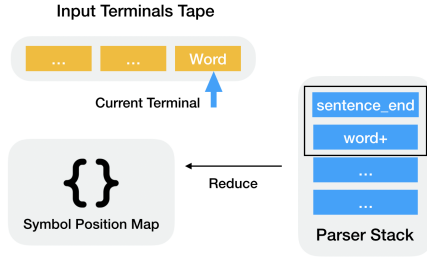 Input Terminals Tape
... ... Word
Current Terminal
sentence_end
word+
...
...
Parser Stack
Reduce
{}
Symbol Position Map